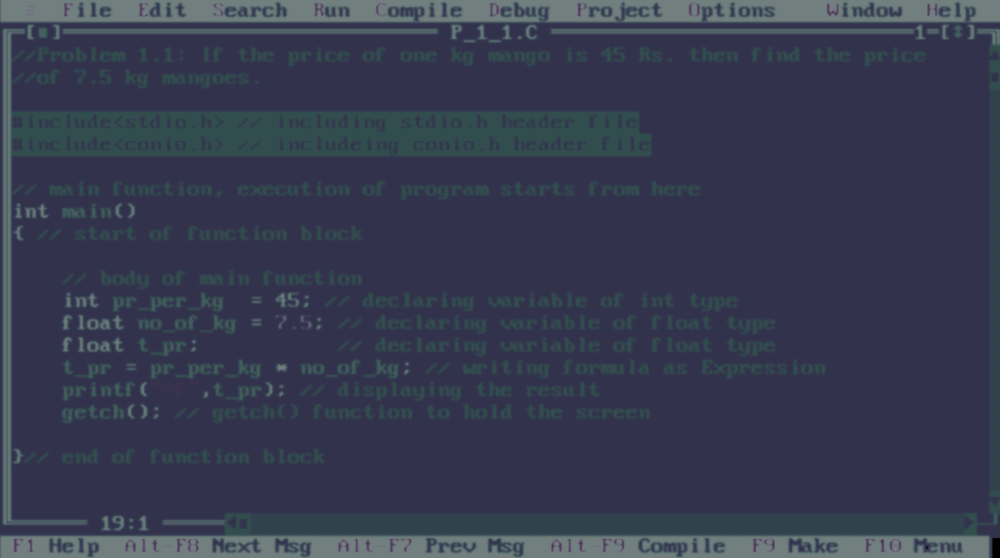 ≡ File Edit Search Run Compile Debug Project Options Window Help
[■] P_1_1.C 1=[↕]
//Problem 1.1: If the price of one kg mango is 45 Rs. then find the price
//of 7.5 kg mangoes.
#include<stdio.h> // including stdio.h header file
#include<conio.h> // includeing conio.h header file
// main function, execution of program starts from here
int main()
{ // start of function block
// body of main function
int pr_per_kg = 45; // declaring variable of int type
float no_of_kg = 7.5; // declaring variable of float type
float t_pr; // declaring variable of float type
t_pr = pr_per_kg * no_of_kg; // writing formula as Expression
printf("%f",t_pr); // displaying the result
getch(); // getch() function to hold the screen
}// end of function block
19:1
F1 Help Alt-F8 Next Msg Alt-F7 Prev Msg Alt-F9 Compile F9 Make F10 Menu